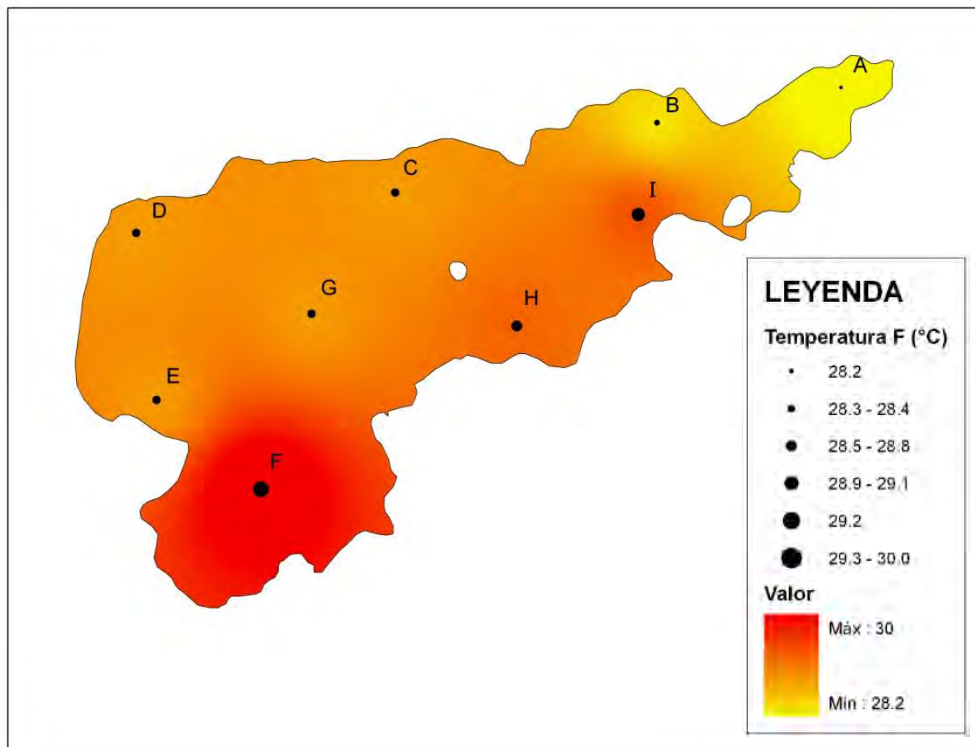 A
B
C
I
D
G
H
E
F
LEYENDA
Temperatura F (°C)
28.2
28.3 - 28.4
28.5 - 28.8
28.9 - 29.1
29.2
29.3 - 30.0
Valor
Máx : 30
Mín : 28.2